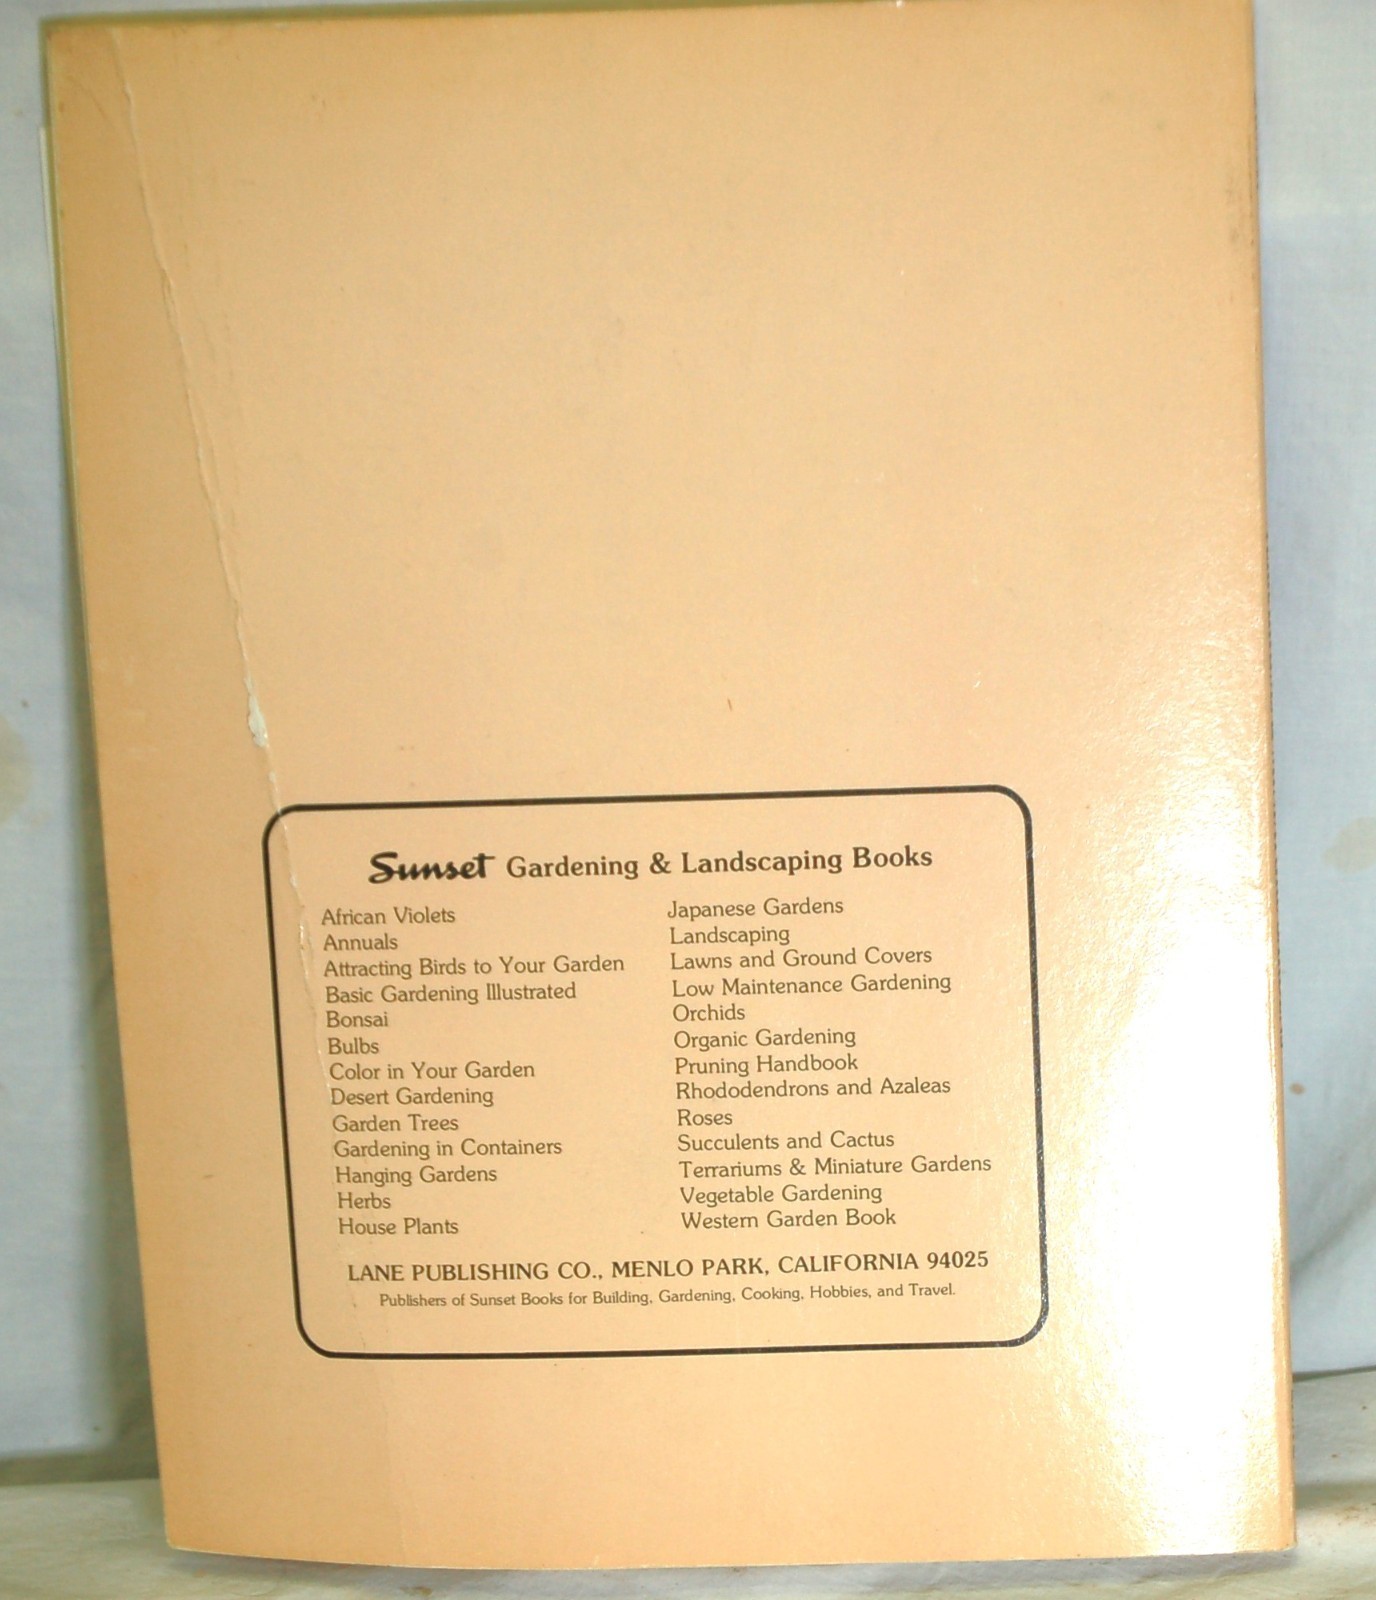 Sunset Gardening & Landscaping Books
African Violets
Annuals
Attracting Birds to Your Garden
Basic Gardening Illustrated
Bonsai
Bulbs
Color in Your Garden
Desert Gardening
Garden Trees
Gardening in Containers
Hanging Gardens
Herbs
House Plants
Japanese Gardens
Landscaping
Lawns and Ground Covers
Low Maintenance Gardening
Orchids
Organic Gardening
Pruning Handbook
Rhododendrons and Azaleas
Roses
Succulents and Cactus
Terrariums & Miniature Gardens
Vegetable Gardening
Western Garden Book
LANE PUBLISHING CO., MENLO PARK, CALIFORNIA 94025
Publishers of Sunset Books for Building, Gardening, Cooking, Hobbies, and Travel.